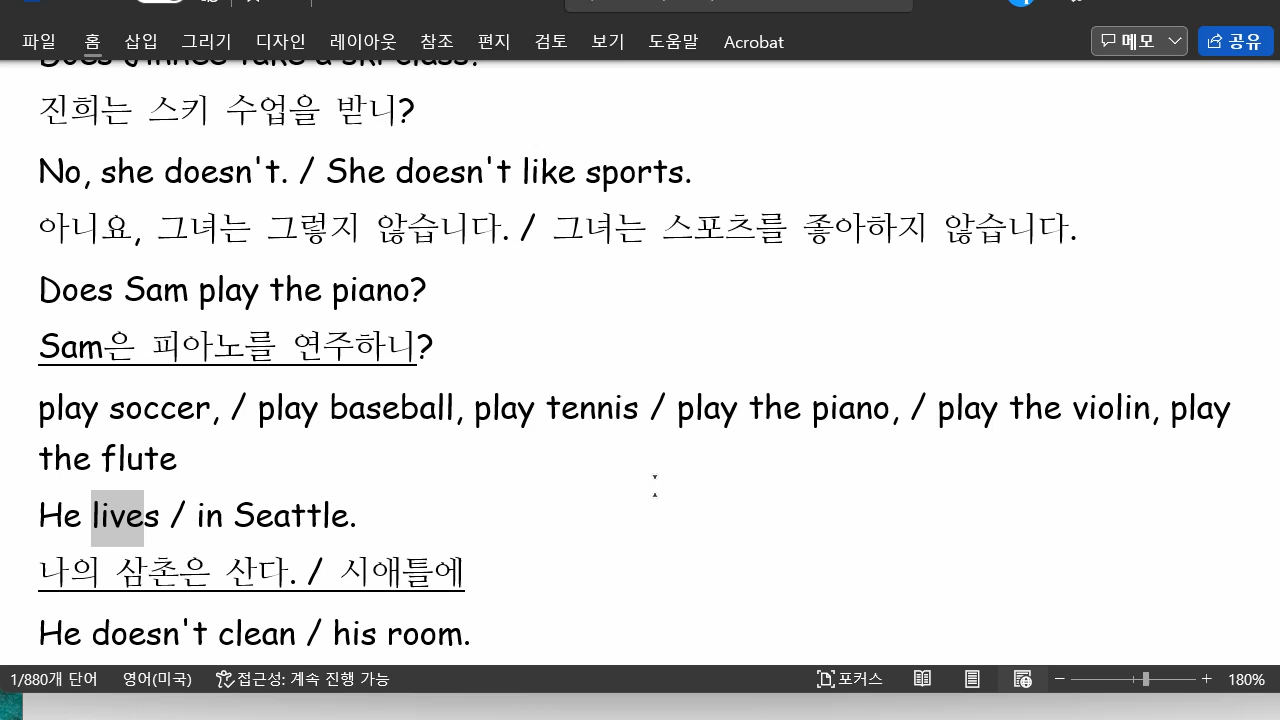 파일 홈 삽입 그리기 디자인 레이아웃 참조 편지 검토 보기 도움말 Acrobat 메모 공유
진희는 스키 수업을 받니?
No, she doesn't. / She doesn't like sports.
아니요, 그녀는 그렇지 않습니다. / 그녀는 스포츠를 좋아하지 않습니다.
Does Sam play the piano?
Sam은 피아노를 연주하니?
play soccer, / play baseball, play tennis / play the piano, / play the violin, play
the flute
He lives / in Seattle.
나의 삼촌은 산다. / 시애틀에
He doesn't clean / his room.
1/880개 단어 영어(미국) 접근성: 계속 진행 가능 포커스 180%